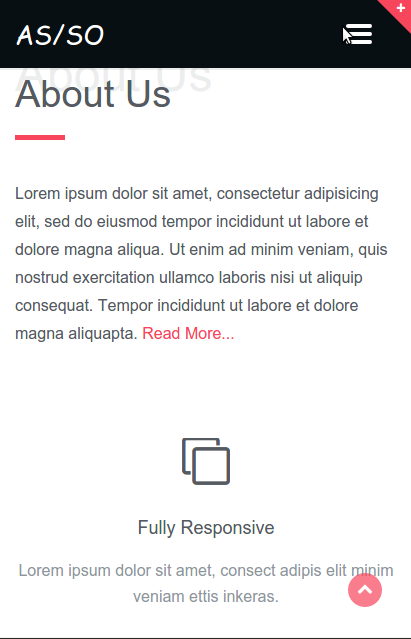 AS/SO
+
About Us
About Us
Lorem ipsum dolor sit amet, consectetur adipisicing
elit, sed do eiusmod tempor incididunt ut labore et
dolore magna aliqua. Ut enim ad minim veniam, quis
nostrud exercitation ullamco laboris nisi ut aliquip
consequat. Tempor incididunt ut labore et dolore
magna aliquapta. Read More...
Fully Responsive
Lorem ipsum dolor sit amet, consect adipis elit minim
veniam ettis inkeras.